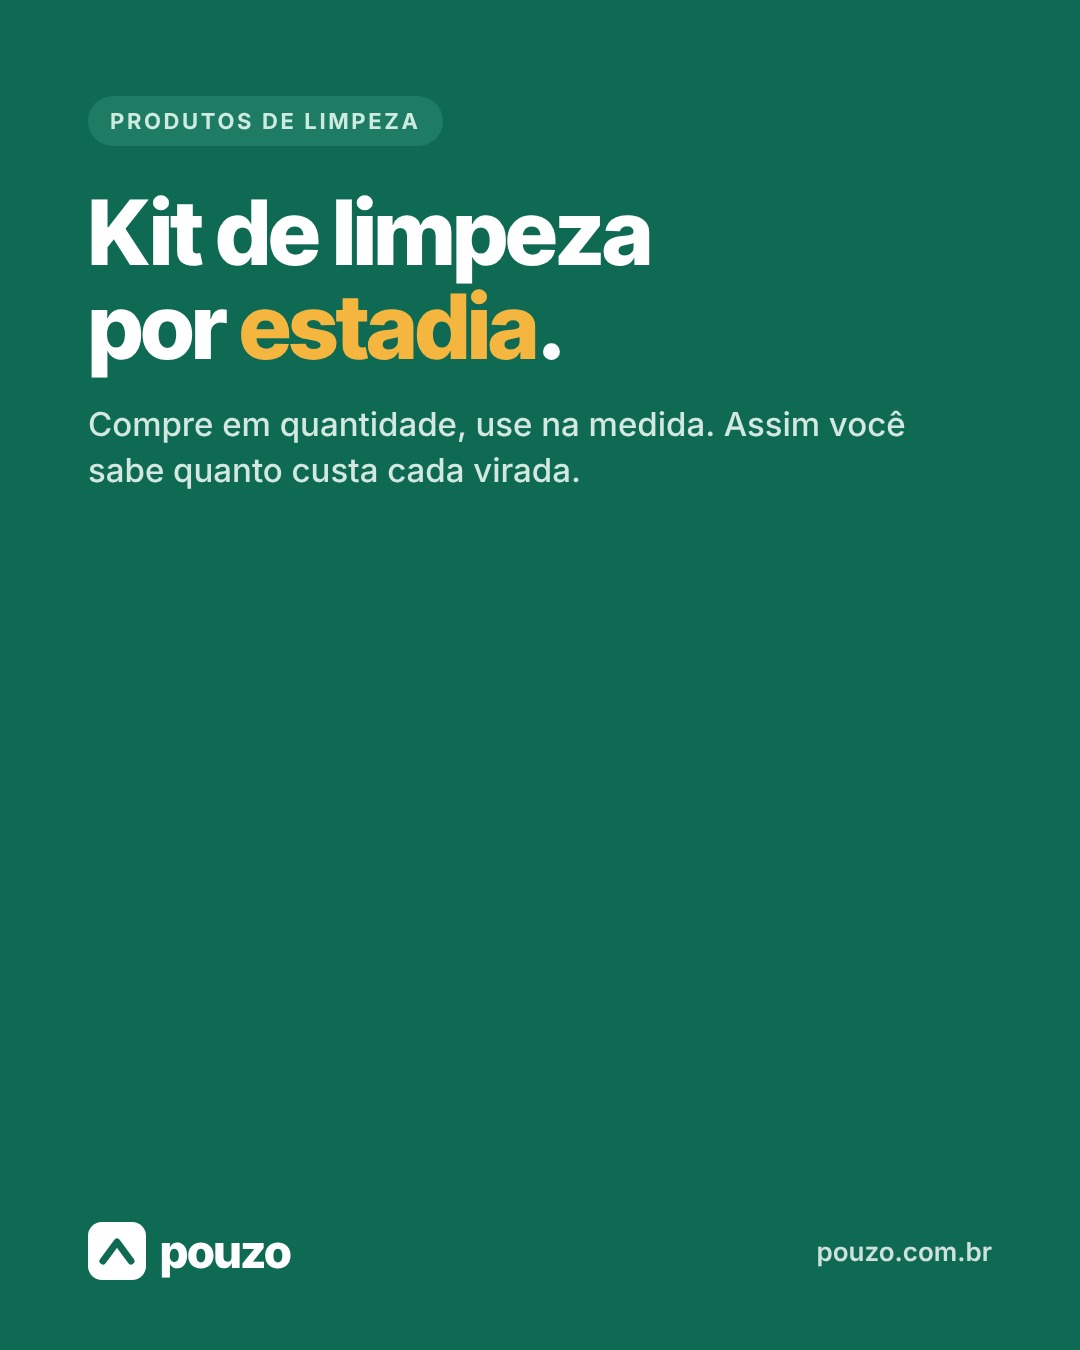 PRODUTOS DE LIMPEZA
Kit de limpeza
por estadia.
Compre em quantidade, use na medida. Assim você
sabe quanto custa cada virada.
pouzo
pouzo.com.br